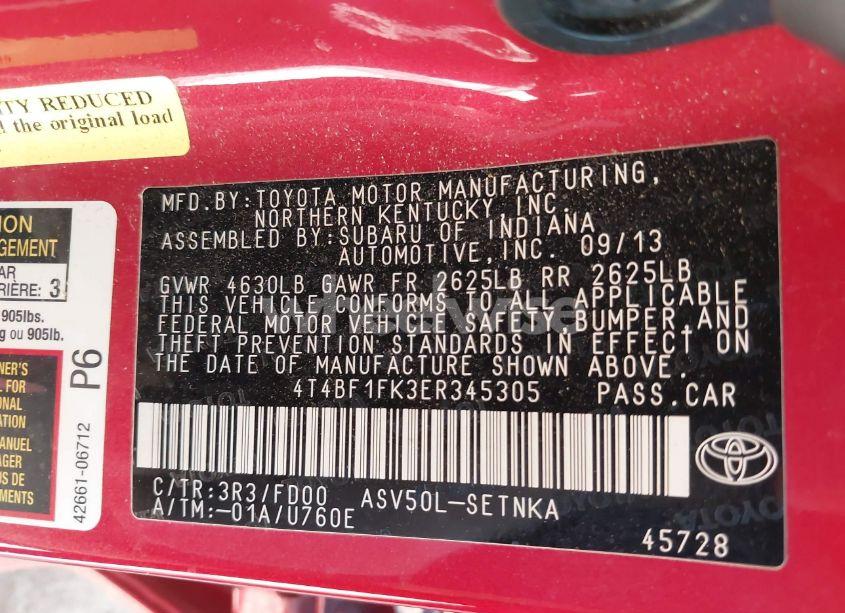 TY REDUCED
the original load
MFD.BY:TOYOTA MOTOR MANUFACTURING,
NORTHERN KENTUCKY, INC.
ASSEMBLED BY:SUBARU OF INDIANA
AUTOMOTIVE,INC. 09/13
GVWR 4630LB GAWR FR 2625LB RR 2625LB
THIS VEHICLE CONFORMS TO ALL APPLICABLE
FEDERAL MOTOR VEHICLE SAFETY,BUMPER,AND
THEFT PREVENTION STANDARDS IN EFFECT ON
THE DATE OF MANUFACTURE SHOWN ABOVE.
4T4BF1FK3ER345305 PASS.CAR
C/TR:3R3/FD00 ASV50L-SETNKA
A/TM:-01A/U760E
45728
ION
GEMENT
AR
RIÈRE: 3
905lbs.
g ou 905lb.
NER'S
L FOR
ONAL
ATION
ANUEL
AGER
US DE
EMENTS
P6
42661-06712